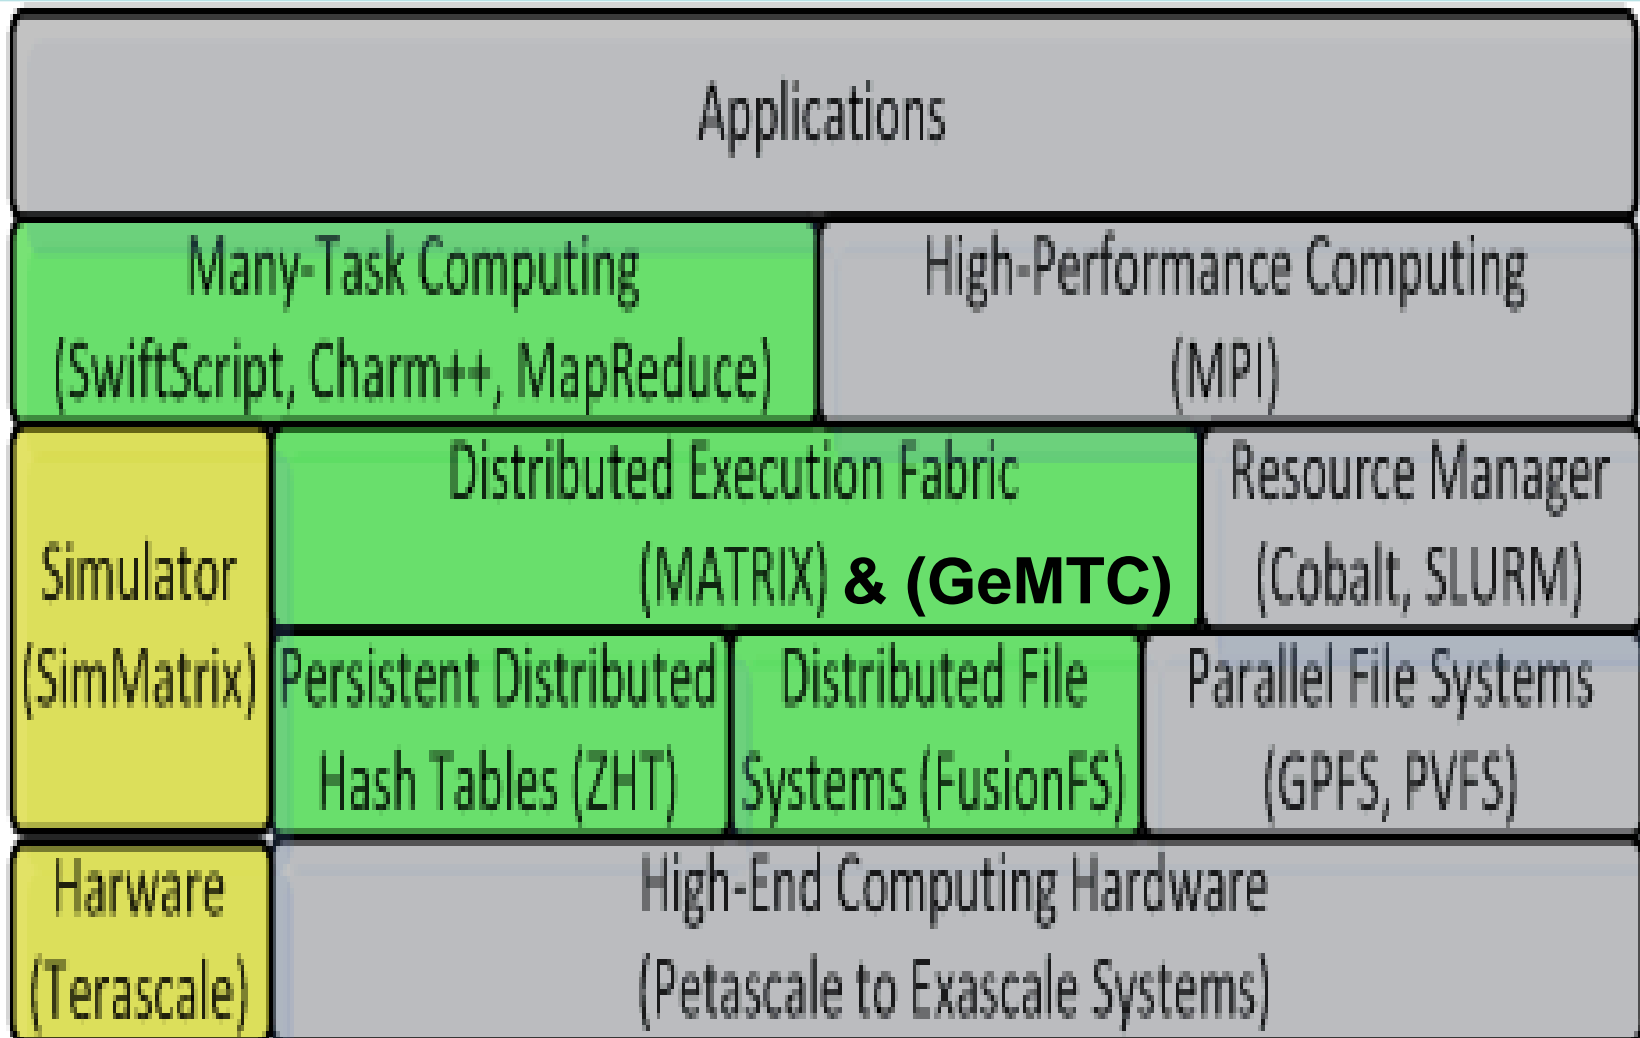 Applications
Many-Task Computing
(SwiftScript, Charm++, MapReduce)
High-Performance Computing
(MPI)
Simulator
(SimMatrix)
Distributed Execution Fabric
(MATRIX) & (GeMTC)
Resource Manager
(Cobalt, SLURM)
Persistent Distributed
Hash Tables (ZHT)
Distributed File
Systems (FusionFS)
Parallel File Systems
(GPFS, PVFS)
Harware
(Terascale)
High-End Computing Hardware
(Petascale to Exascale Systems)